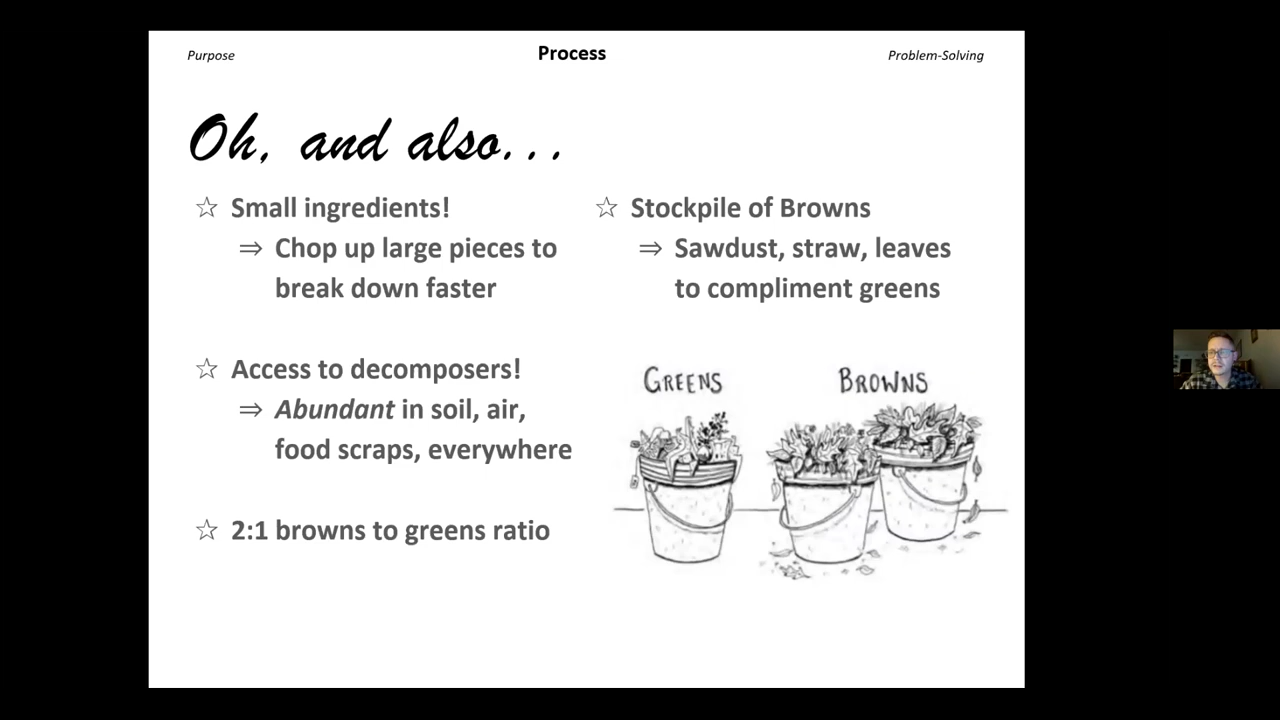 Purpose
Process
Problem-Solving
Oh, and also...
☆ Small ingredients!
⇒ Chop up large pieces to
break down faster
☆ Access to decomposers!
⇒ Abundant in soil, air,
food scraps, everywhere
☆ 2:1 browns to greens ratio
☆ Stockpile of Browns
⇒ Sawdust, straw, leaves
to compliment greens
GREENS
BROWNS